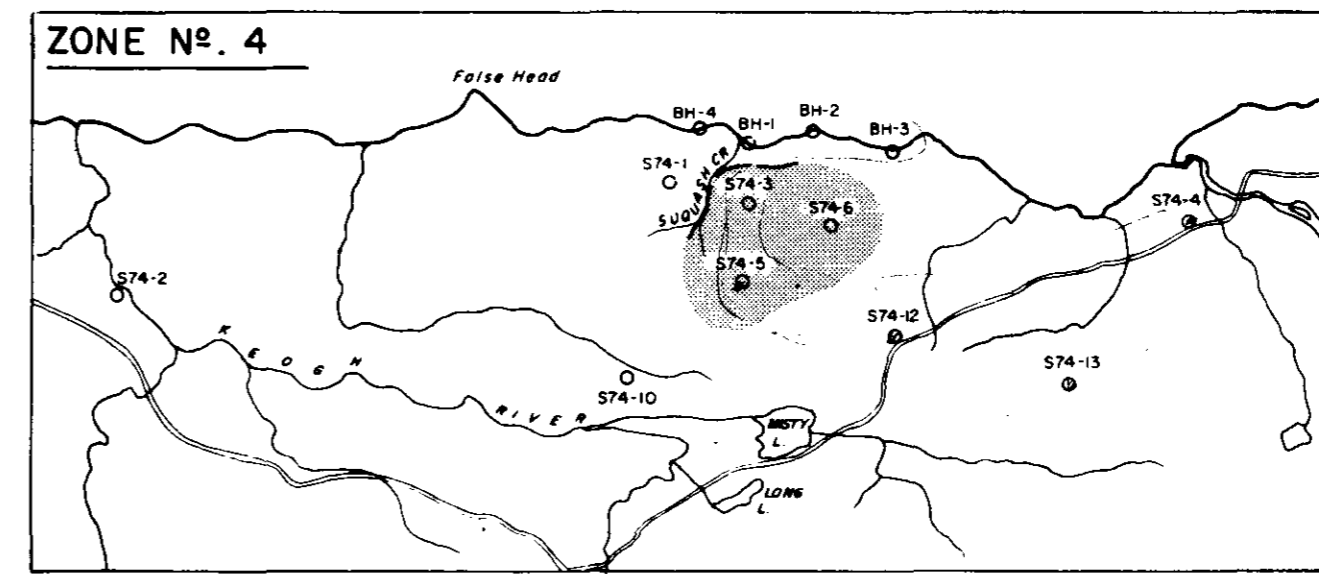 ZONE Nº. 4
False Head
BH-4
BH-1
BH-2
BH-3
S74-1
SUQUASH CR
S74-3
S74-6
S74-4
S74-5
S74-2
S74-12
KEOGH RIVER
S74-13
S74-10
MISTY L.
LONG L.